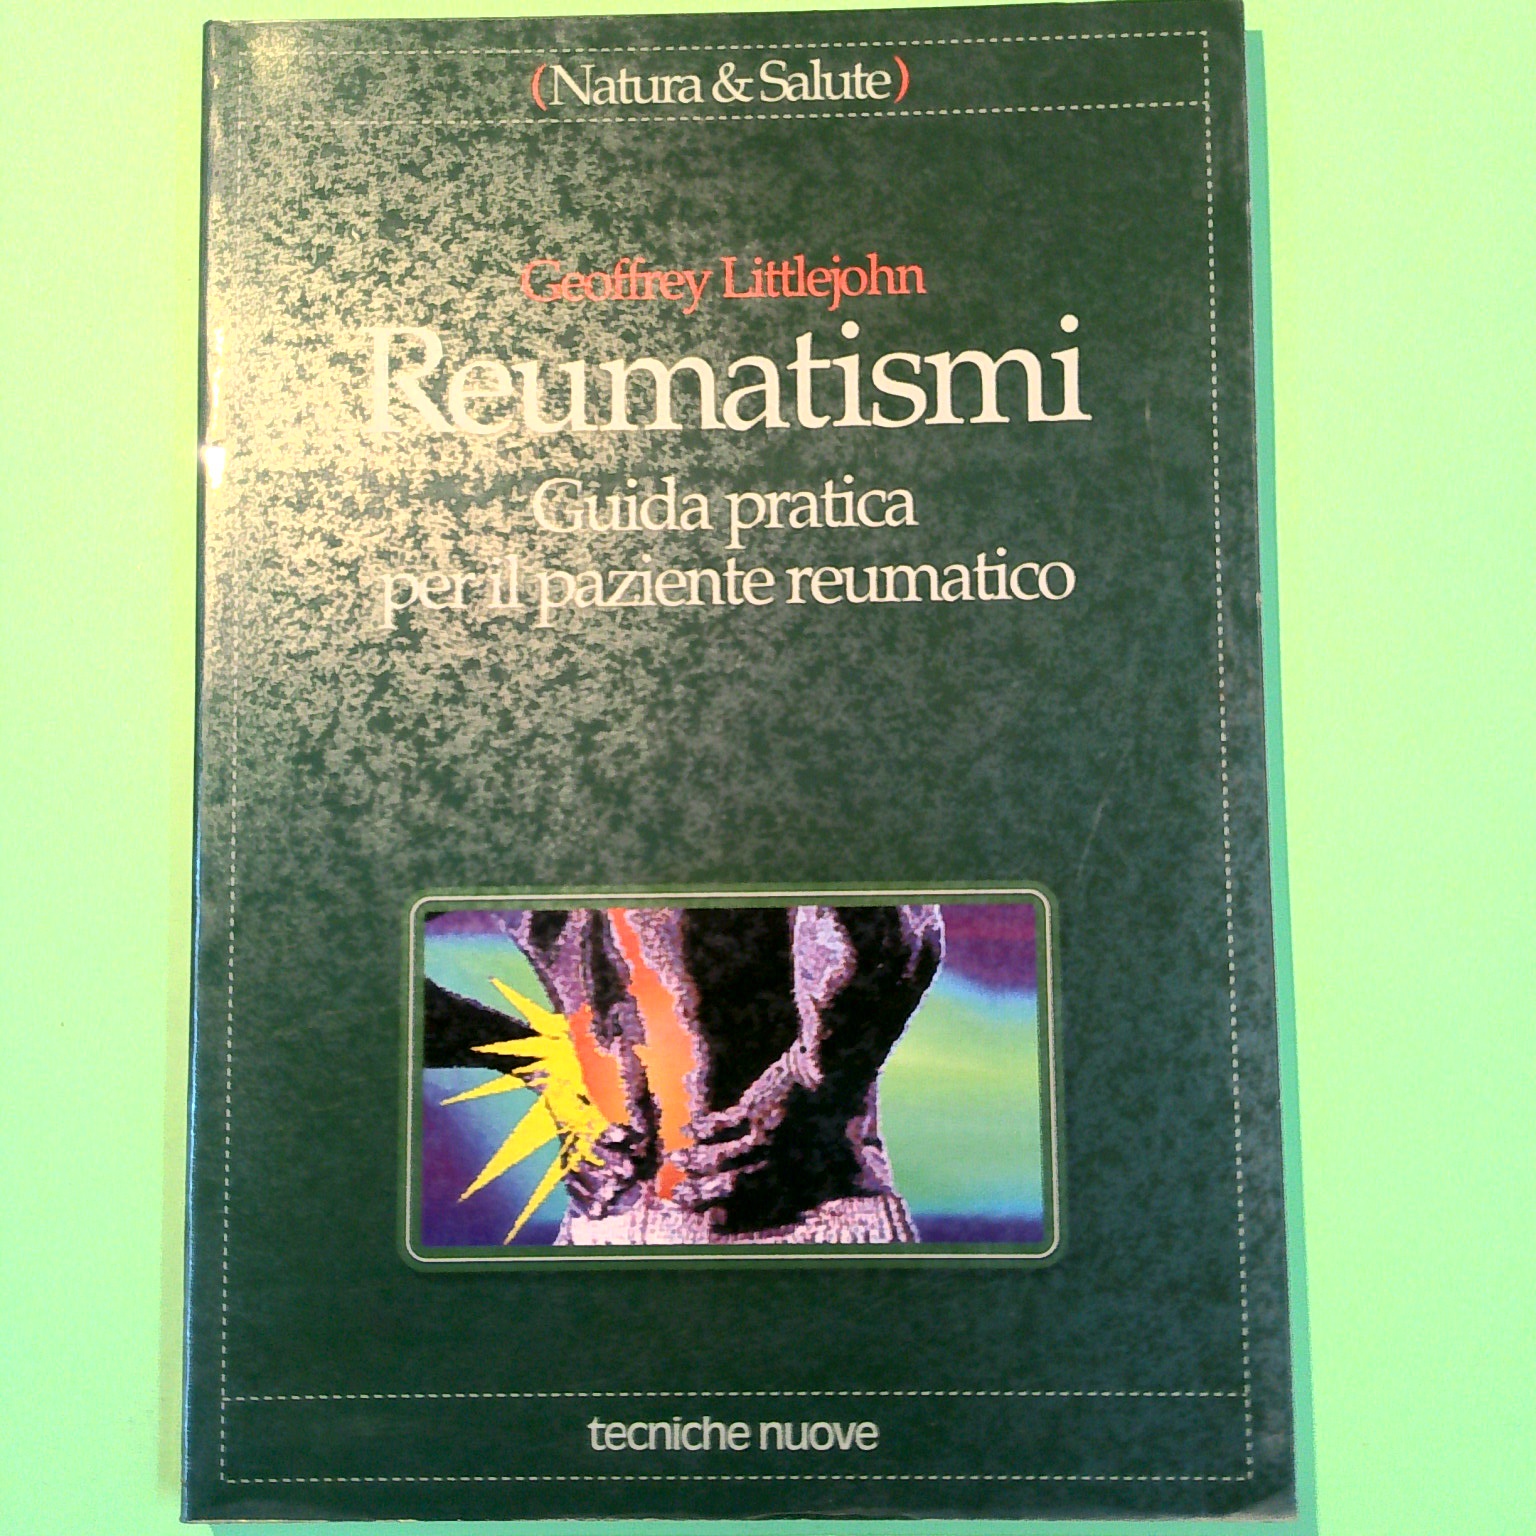 (Natura & Salute)
Geoffrey Littlejohn
Reumatismi
Guida pratica
per il paziente reumatico
tecniche nuove